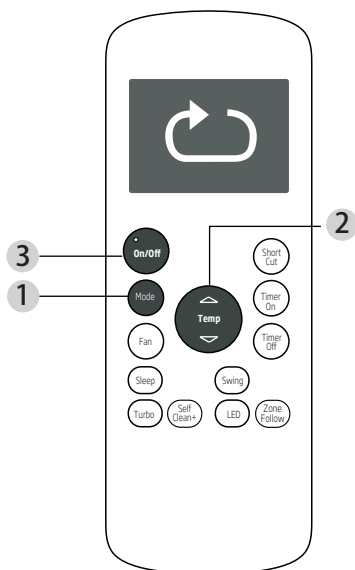 2
On/Off
3
Short
Cut
1
Mode
Temp
Timer
On
Fan
Timer
Off
Sleep
Swing
Turbo
Self
Clean+
LED
Zone
Follow